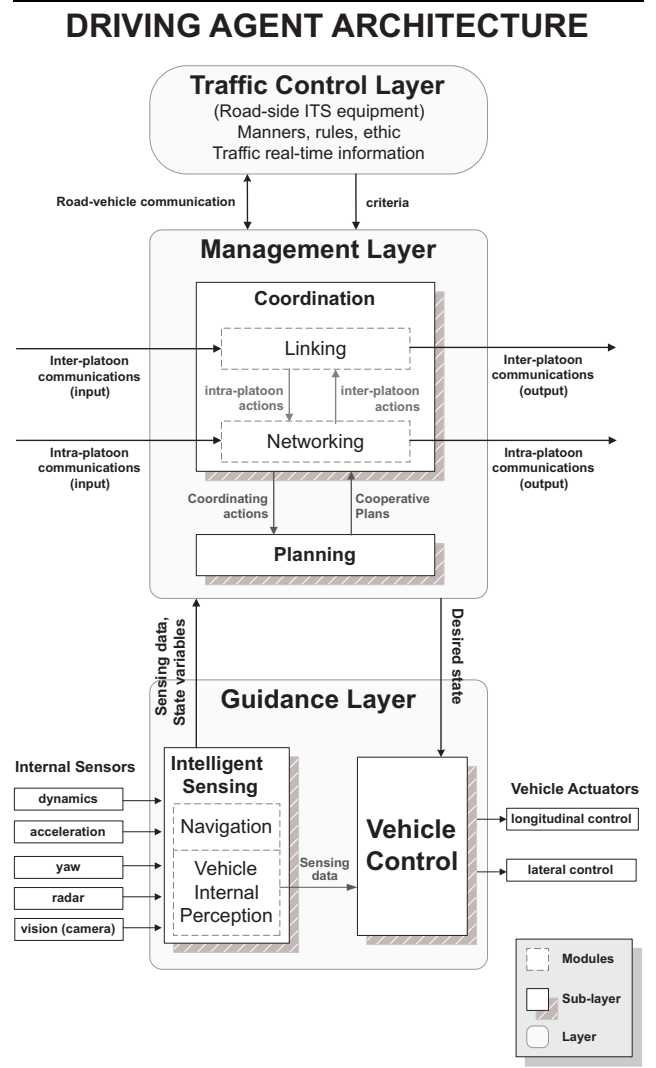 DRIVING AGENT ARCHITECTURE
Traffic Control Layer
(Road-side ITS equipment)
Manners, rules, ethic
Traffic real-time information
Road-vehicle communication
criteria
Management Layer
Coordination
Linking
Inter-platoon
communications
(input)
Inter-platoon
communications
(output)
intra-platoon
actions
inter-platoon
actions
Networking
Intra-platoon
communications
(input)
Intra-platoon
communications
(output)
Coordinating
actions
Cooperative
Plans
Planning
Sensing data,
State variables
Desired state
Guidance Layer
Internal Sensors
dynamics
acceleration
yaw
radar
vision (camera)
Intelligent
Sensing
Navigation
Vehicle
Internal
Perception
Sensing
data
Vehicle
Control
Vehicle Actuators
longitudinal control
lateral control
Modules
Sub-layer
Layer